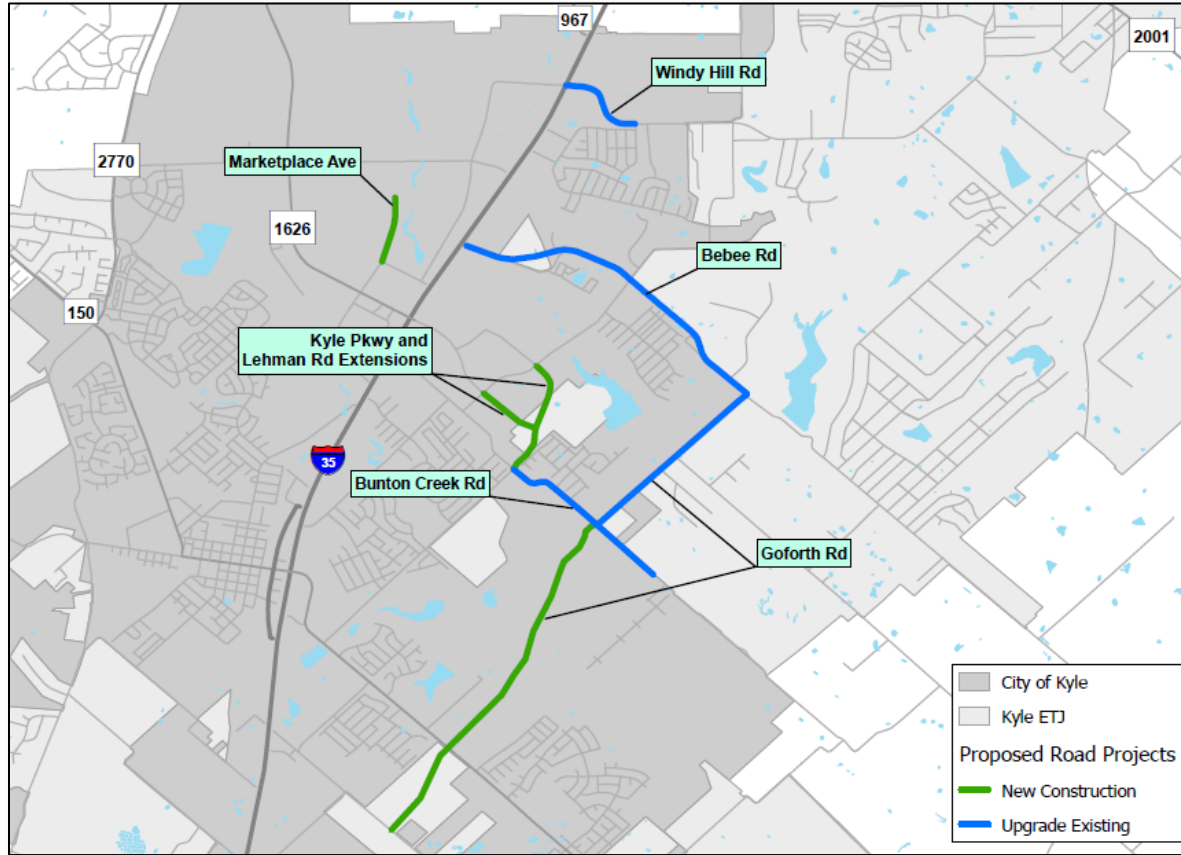 967
2001
Windy Hill Rd
2770
Marketplace Ave
1626
Bebee Rd
150
Kyle Pkwy and
Lehman Rd Extensions
35
Bunton Creek Rd
Goforth Rd
City of Kyle
Kyle ETJ
Proposed Road Projects
New Construction
Upgrade Existing